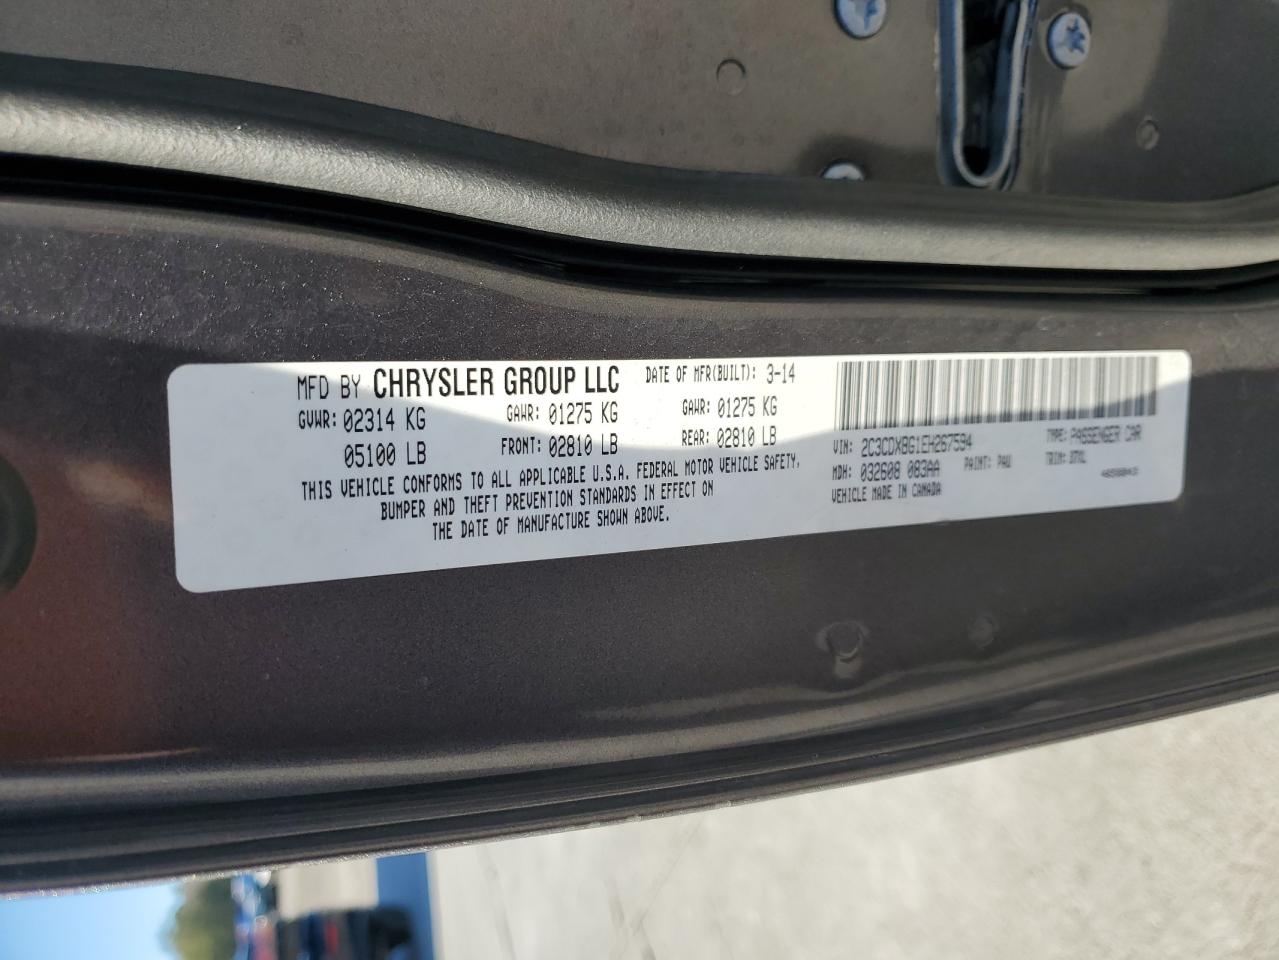 MFD BY CHRYSLER GROUP LLC DATE OF MFR(BUILT): 3-14
GVWR: 02314 KG GAWR: 01275 KG GAWR: 01275 KG
05100 LB FRONT: 02810 LB REAR: 02810 LB
THIS VEHICLE CONFORMS TO ALL APPLICABLE U.S.A. FEDERAL MOTOR VEHICLE SAFETY,
BUMPER AND THEFT PREVENTION STANDARDS IN EFFECT ON
THE DATE OF MANUFACTURE SHOWN ABOVE.
VIN: 2C3CDXBG1EH267594 TYPE: PASSENGER CAR
MDH: 032608 083AA PAINT: PAU TRIM:
VEHICLE MADE IN CANADA